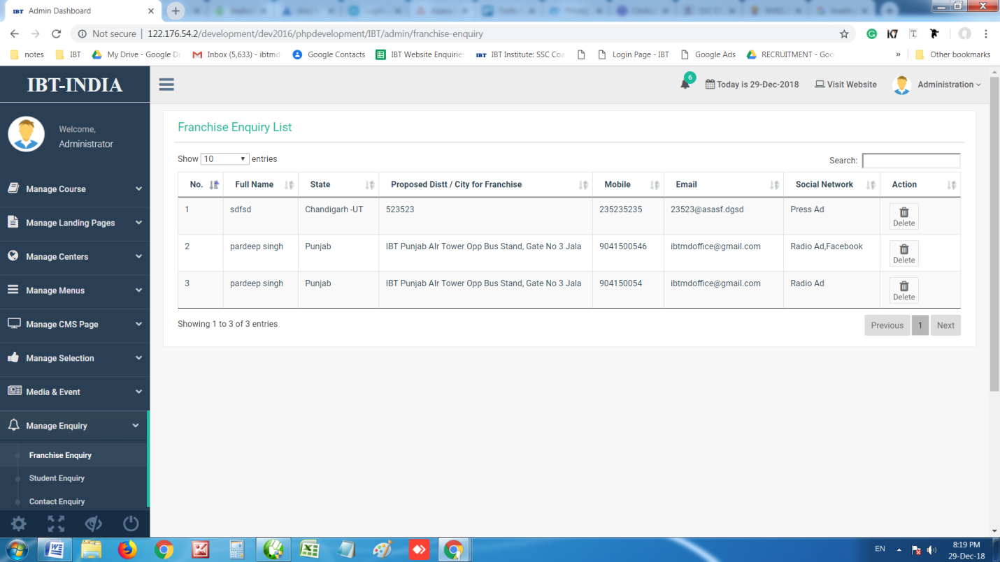 IBT Admin Dashboard
Not secure | 122.176.54.2/development/dev2016/phpdevelopment/IBT/admin/franchise-enquiry
notes IBT My Drive - Google Dr Inbox (5,633) - ibtmd Google Contacts IBT Website Enquiries IBT IBT Institute: SSC Coa Login Page - IBT Google Ads RECRUITMENT - Goo » Other bookmarks
IBT-INDIA
6
Today is 29-Dec-2018 Visit Website Administration
Welcome,
Administrator
Manage Course
Manage Landing Pages
Manage Centers
Manage Menus
Manage CMS Page
Manage Selection
Media & Event
Manage Enquiry
Franchise Enquiry
Student Enquiry
Contact Enquiry
Franchise Enquiry List
Show 10 entries Search:
No. Full Name State Proposed Distt / City for Franchise Mobile Email Social Network Action
1 sdfsd Chandigarh -UT 523523 235235235 23523@asasf.dgsd Press Ad Delete
2 pardeep singh Punjab IBT Punjab AIr Tower Opp Bus Stand, Gate No 3 Jala 9041500546 ibtmdoffice@gmail.com Radio Ad,Facebook Delete
3 pardeep singh Punjab IBT Punjab AIr Tower Opp Bus Stand, Gate No 3 Jala 904150054 ibtmdoffice@gmail.com Radio Ad Delete
Showing 1 to 3 of 3 entries Previous 1 Next
EN 8:19 PM
29-Dec-18